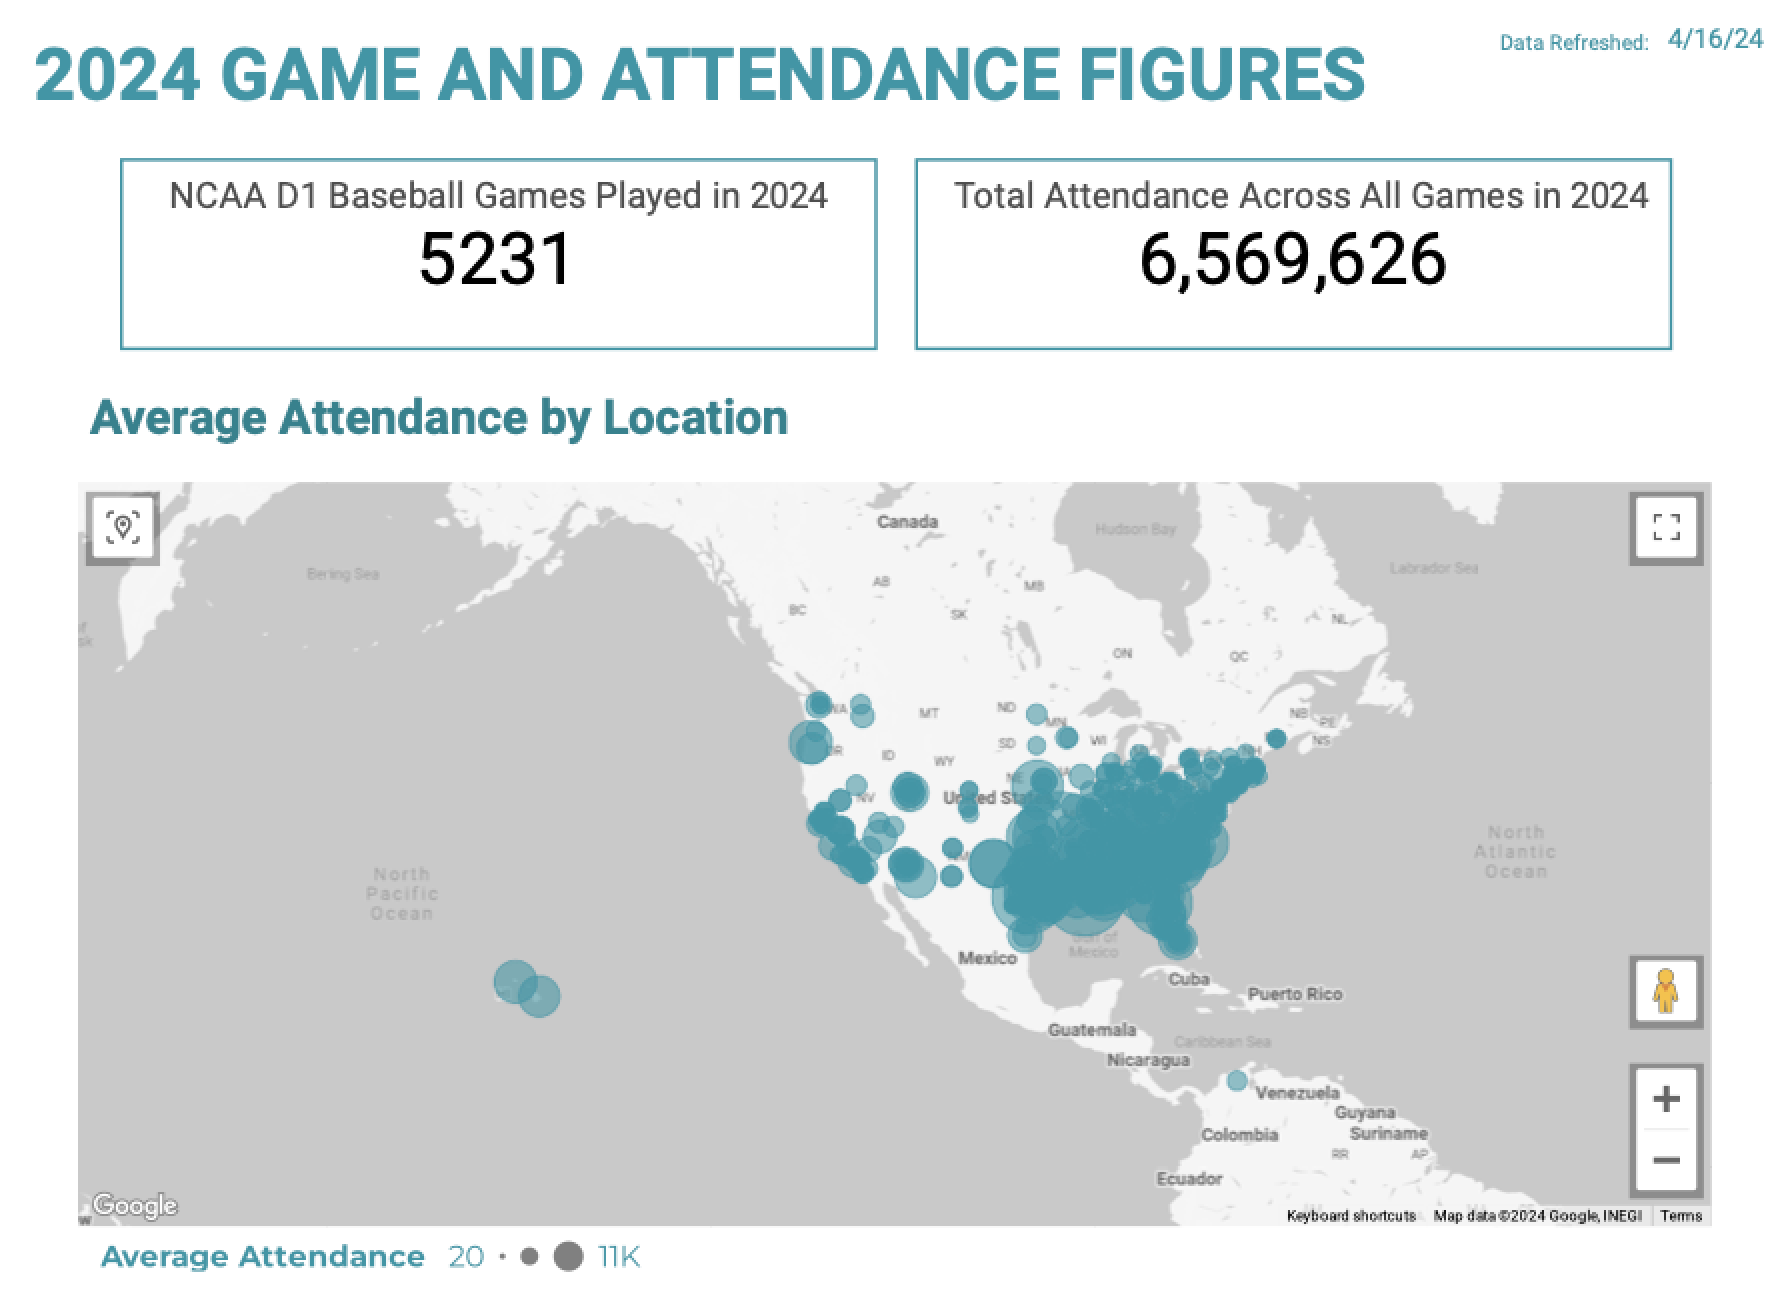 2024 GAME AND ATTENDANCE FIGURES
Data Refreshed: 4/16/24
NCAA D1 Baseball Games Played in 2024
5231
Total Attendance Across All Games in 2024
6,569,626
Average Attendance by Location
Canada
Hudson Bay
Bering Sea
Labrador Sea
AB
MB
BC
SK
NL
ON
QC
WA
MT
ND
MN
NB
PE
OR
ID
SD
WI
NS
NH
WY
NE
NV
United Sta
North
Atlantic
Ocean
North
Pacific
Ocean
Gulf of
Mexico
Mexico
Cuba
Puerto Rico
Guatemala
Caribbean Sea
Nicaragua
Venezuela
Guyana
Colombia
Suriname
RR
AP
Ecuador
+
−
Google
Keyboard shortcuts
Map data ©2024 Google, INEGI
Terms
Average Attendance 20 11K